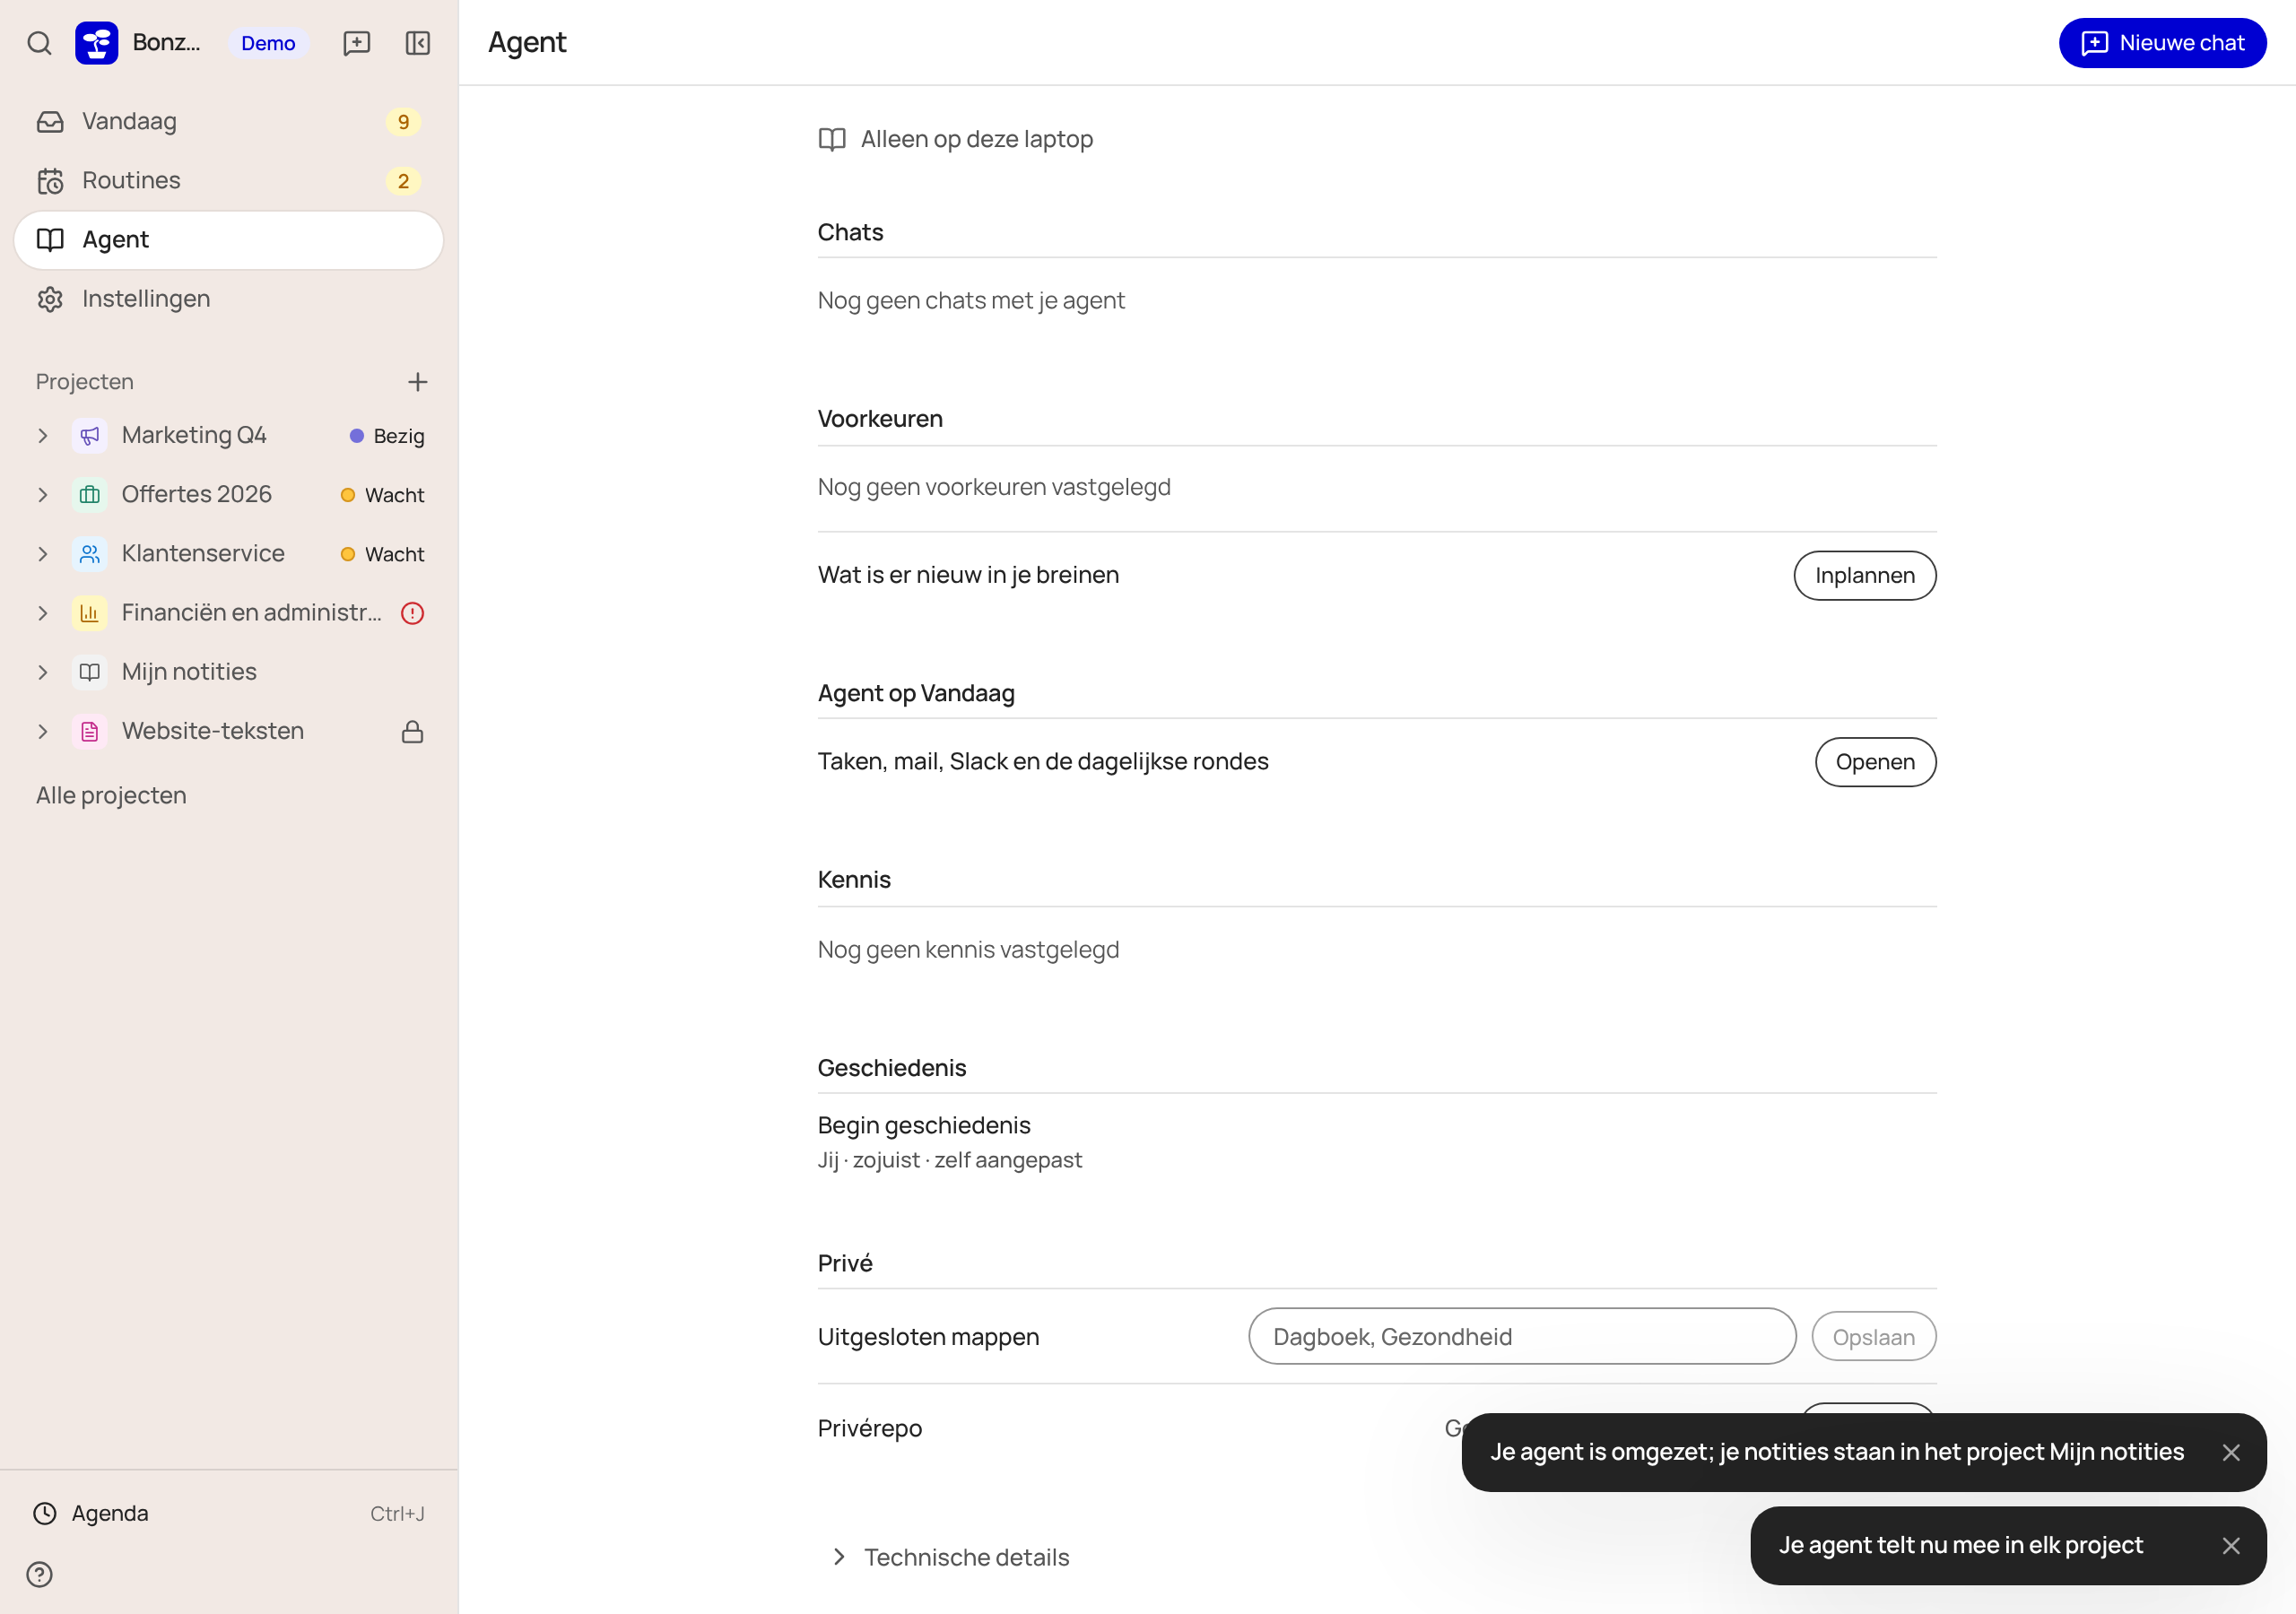 Bonz...
Demo
Vandaag
9
Routines
2
Agent
Instellingen
Projecten
Marketing Q4
Bezig
Offertes 2026
Wacht
Klantenservice
Wacht
Financiën en administr...
Mijn notities
Website-teksten
Alle projecten
Agenda
Ctrl+J
Agent
Nieuwe chat
Alleen op deze laptop
Chats
Nog geen chats met je agent
Voorkeuren
Nog geen voorkeuren vastgelegd
Wat is er nieuw in je breinen
Inplannen
Agent op Vandaag
Taken, mail, Slack en de dagelijkse rondes
Openen
Kennis
Nog geen kennis vastgelegd
Geschiedenis
Begin geschiedenis
Jij · zojuist · zelf aangepast
Privé
Uitgesloten mappen
Dagboek, Gezondheid
Opslaan
Privérepo
Je agent is omgezet; je notities staan in het project Mijn notities
Je agent telt nu mee in elk project
Technische details